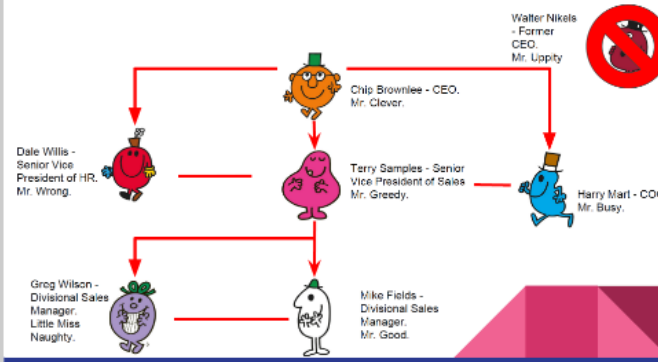 Walter Nikels
- Former
CEO.
Mr. Uppity
Chip Brownlee - CEO.
Mr. Clever.
Dale Willis -
Senior Vice
President of HR.
Mr. Wrong.
Terry Samples - Senior
Vice President of Sales
Mr. Greedy.
Harry Mart - COO
Mr. Busy.
Greg Wilson -
Divisional Sales
Manager.
Little Miss
Naughty.
Mike Fields -
Divisional Sales
Manager.
Mr. Good.